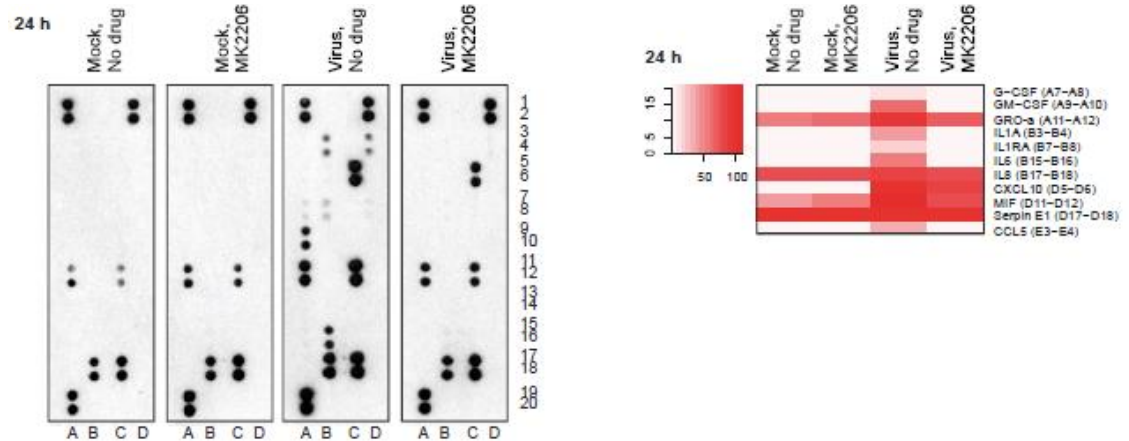 24 h
Mock,
No drug
Mock,
MK2206
Virus,
No drug
Virus,
MK2206
1
2
3
4
5
6
7
8
9
10
11
12
13
14
15
16
17
18
19
20
A B C D
A B C D
A B C D
A B C D
24 h
Mock,
No drug
Mock,
MK2206
Virus,
No drug
Virus,
MK2206
0 5 15
50 100
G-CSF (A7-A8)
GM-CSF (A9-A10)
GRO-a (A11-A12)
IL1A (B3-B4)
IL1RA (B7-B8)
IL6 (B15-B16)
IL8 (B17-B18)
CXCL10 (D5-D6)
MIF (D11-D12)
Serpin E1 (D17-D18)
CCL5 (E3-E4)